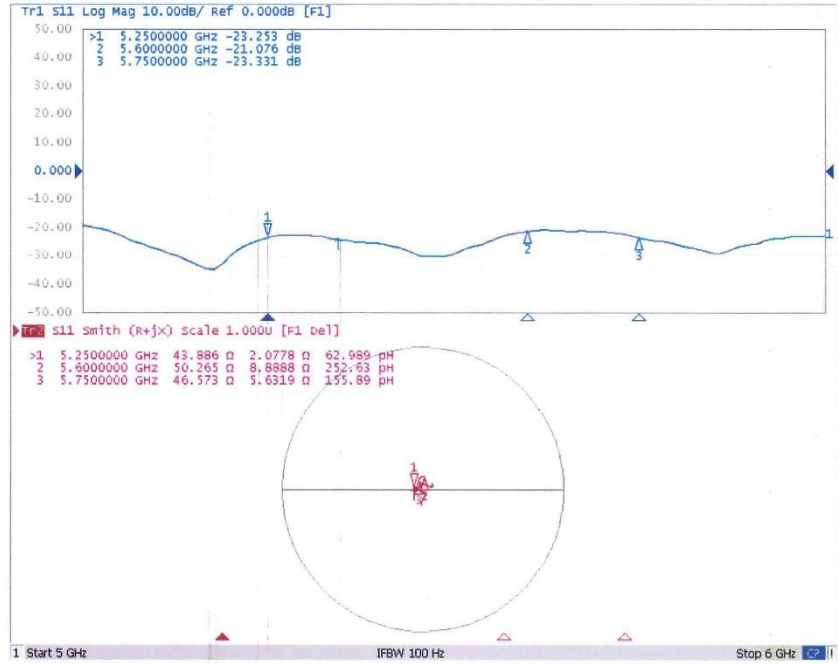 Tr1 S11 Log Mag 10.00dB/ Ref 0.000dB [F1]
50.00
>1 5.2500000 GHz -23.253 dB
2 5.6000000 GHz -21.076 dB
3 5.7500000 GHz -23.331 dB
40.00
30.00
20.00
10.00
0.000
-10.00
-20.00
-30.00
-40.00
-50.00
1
2
3
1
Tr2 S11 Smith (R+jX) Scale 1.000U [F1 Del]
>1 5.2500000 GHz 43.886 Ω 2.0778 Ω 62.989 pH
2 5.6000000 GHz 50.265 Ω 8.8888 Ω 252.63 pH
3 5.7500000 GHz 46.573 Ω 5.6319 Ω 155.89 pH
1
2
1 Start 5 GHz IFBW 100 Hz Stop 6 GHz C? !